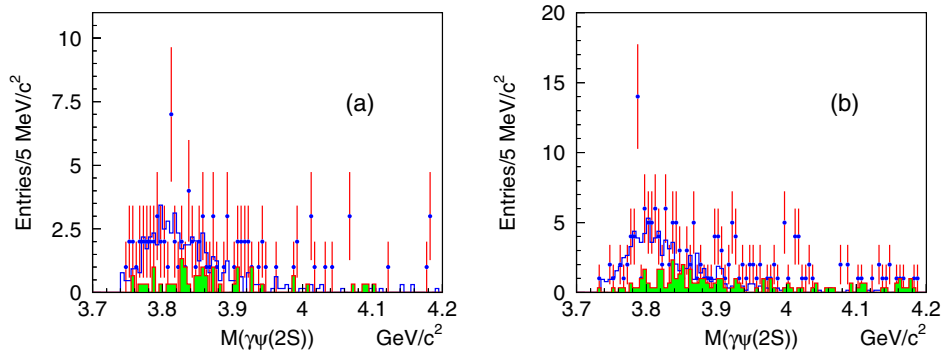 Entries/5 MeV/c²
10
7.5
5
2.5
0
(a)
3.7 3.8 3.9 4 4.1 4.2
M(γψ(2S)) GeV/c²
Entries/5 MeV/c²
20
15
10
5
0
(b)
3.7 3.8 3.9 4 4.1 4.2
M(γψ(2S)) GeV/c²